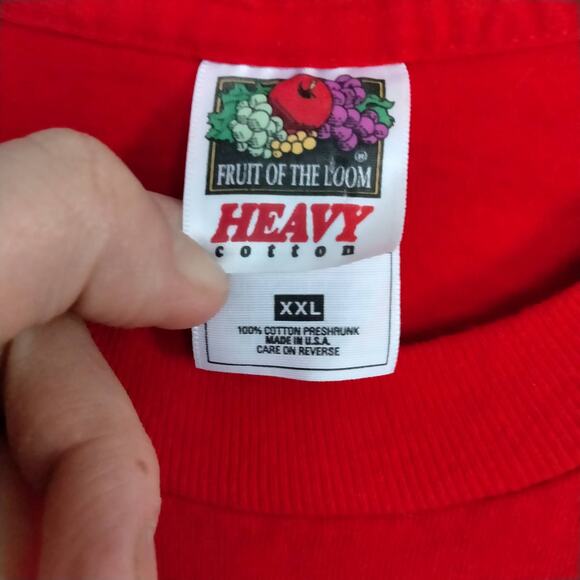 ®
FRUIT OF THE LOOM
HEAVY
cotton
XXL
100% COTTON PRESHRUNK
MADE IN U.S.A.
CARE ON REVERSE